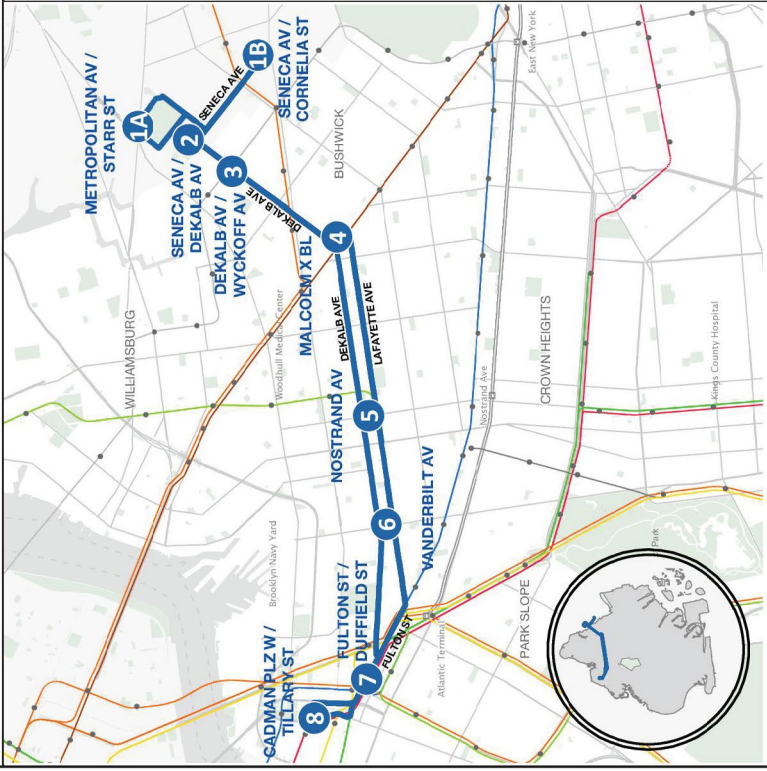 METROPOLITAN AV /
STARR ST
1A
SENECA AVE
1B
SENECA AV /
CORNELIA ST
2
SENECA AV /
DEKALB AV
3
DEKALB AV /
WYCKOFF AV
DEKALB AVE
BUSHWICK
East New York
WILLIAMSBURG
Woodhull Medical Center
MALCOLM X BL
4
DEKALB AVE
LAFAYETTE AVE
NOSTRAND AV
5
Nostrand Ave
CROWN HEIGHTS
Kings County Hospital
Brooklyn Navy Yard
6
VANDERBILT AV
FULTON ST /
DUFFIELD ST
7
FULTON ST
Atlantic Terminal
PARK SLOPE
Park
CADMAN PLZ W /
TILLARY ST
8